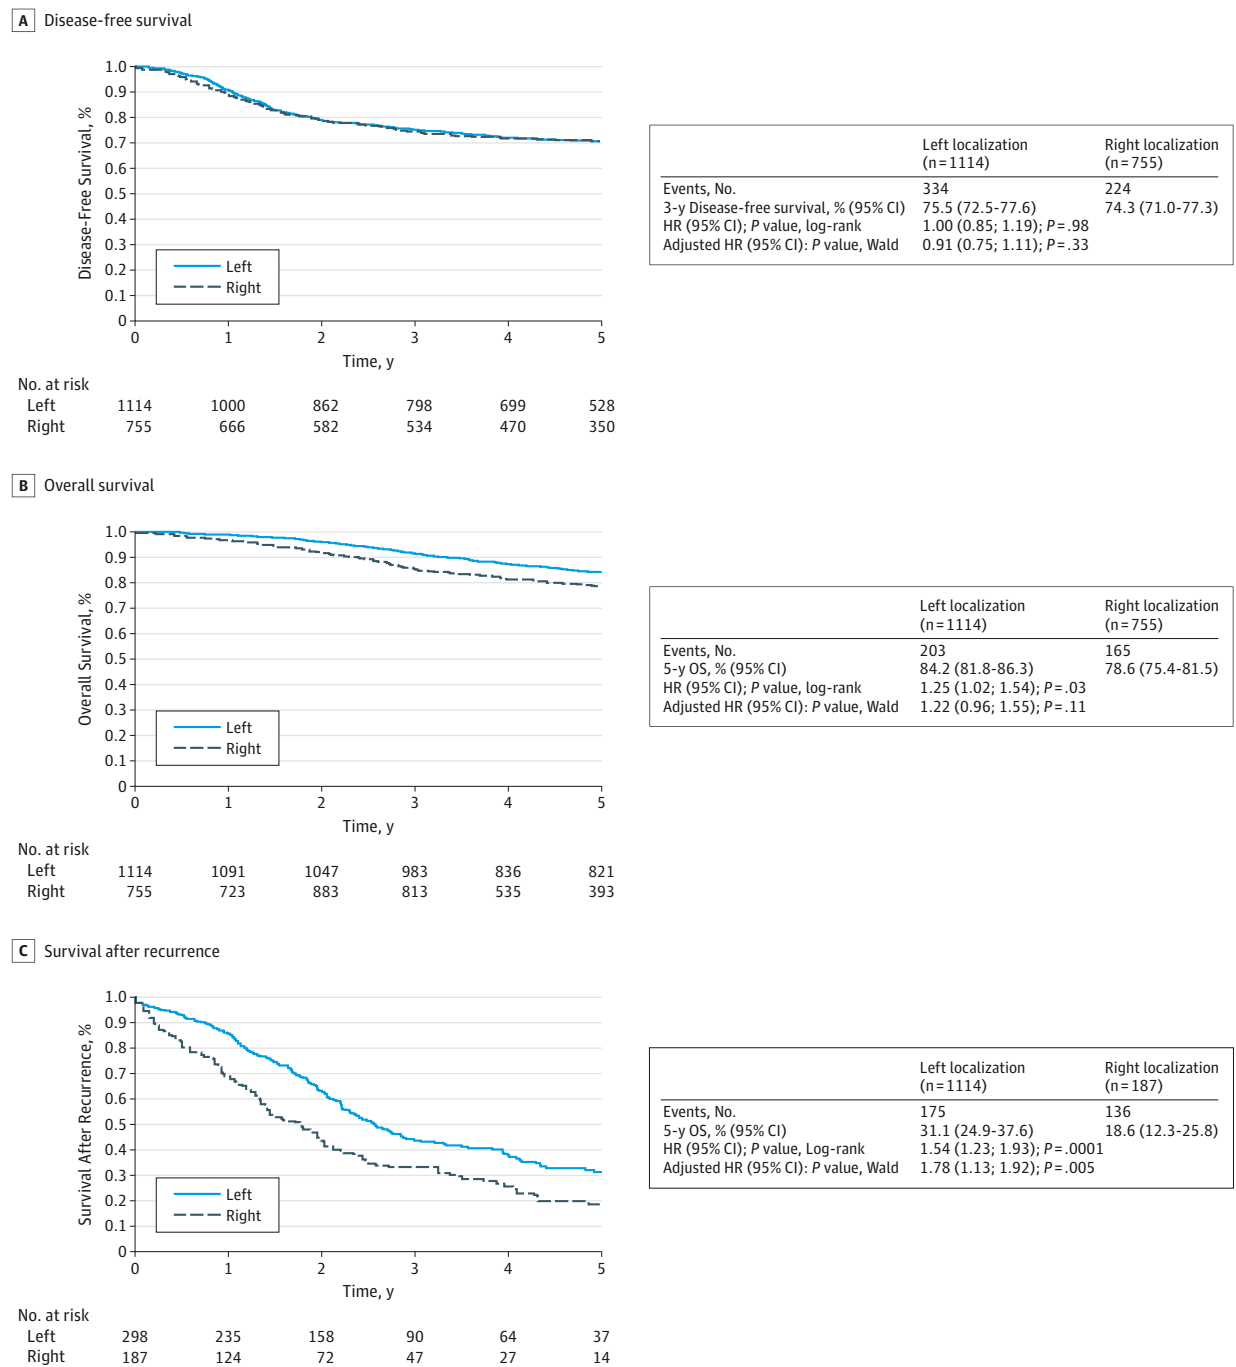 A Disease-free survival
1.0
0.9
0.8
0.7
0.6
0.5
0.4
0.3
0.2
0.1
0
Disease-Free Survival, %
Left
Right
0 1 2 3 4 5
Time, y
No. at risk
Left 1114 1000 862 798 699 528
Right 755 666 582 534 470 350
Left localization Right localization
(n=1114) (n=755)
Events, No. 334 224
3-y Disease-free survival, % (95% CI) 75.5 (72.5-77.6) 74.3 (71.0-77.3)
HR (95% CI); P value, log-rank 1.00 (0.85; 1.19); P=.98
Adjusted HR (95% CI): P value, Wald 0.91 (0.75; 1.11); P=.33
B Overall survival
1.0
0.9
0.8
0.7
0.6
0.5
0.4
0.3
0.2
0.1
0
Overall Survival, %
Left
Right
0 1 2 3 4 5
Time, y
No. at risk
Left 1114 1091 1047 983 836 821
Right 755 723 883 813 535 393
Left localization Right localization
(n=1114) (n=755)
Events, No. 203 165
5-y OS, % (95% CI) 84.2 (81.8-86.3) 78.6 (75.4-81.5)
HR (95% CI); P value, log-rank 1.25 (1.02; 1.54); P=.03
Adjusted HR (95% CI): P value, Wald 1.22 (0.96; 1.55); P=.11
C Survival after recurrence
1.0
0.9
0.8
0.7
0.6
0.5
0.4
0.3
0.2
0.1
0
Survival After Recurrence, %
Left
Right
0 1 2 3 4 5
Time, y
No. at risk
Left 298 235 158 90 64 37
Right 187 124 72 47 27 14
Left localization Right localization
(n=1114) (n=187)
Events, No. 175 136
5-y OS, % (95% CI) 31.1 (24.9-37.6) 18.6 (12.3-25.8)
HR (95% CI); P value, Log-rank 1.54 (1.23; 1.93); P=.0001
Adjusted HR (95% CI): P value, Wald 1.78 (1.13; 1.92); P=.005